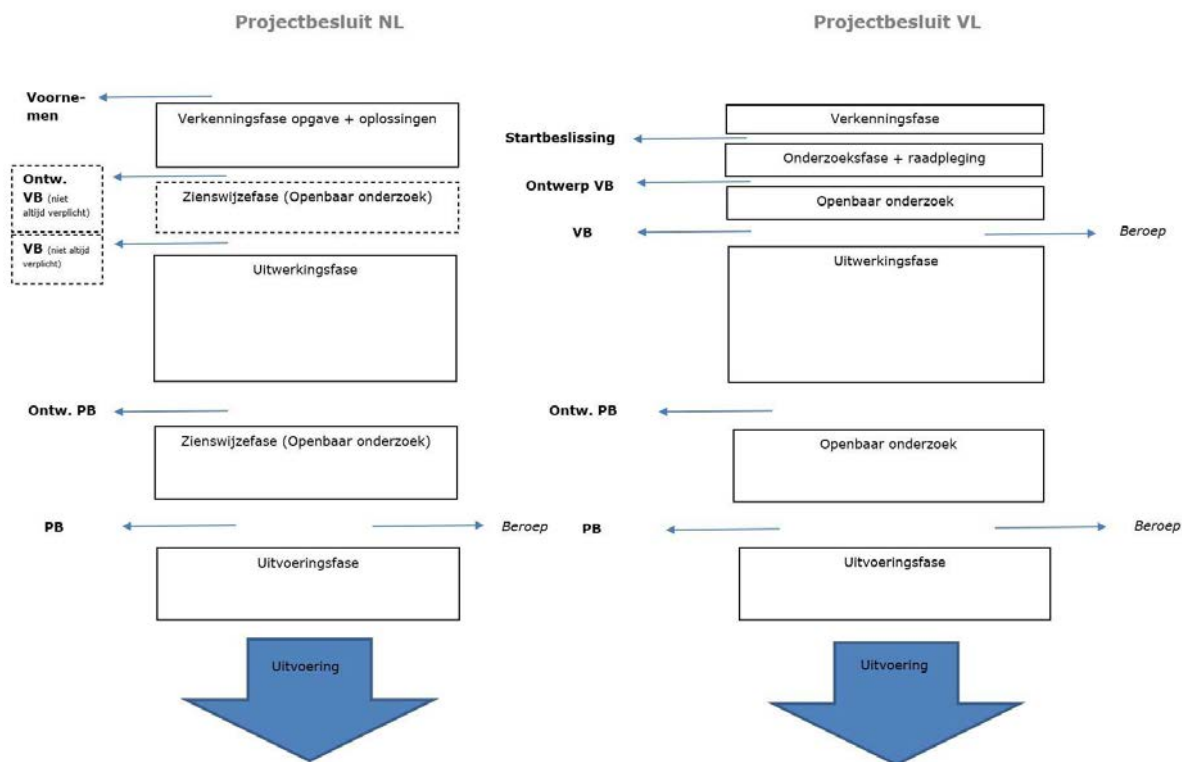 Projectbesluit NL
Voorne-
men
Verkenningsfase opgave + oplossingen
Ontw.
VB (niet
altijd verplicht)
Zienswijzefase (Openbaar onderzoek)
VB (niet altijd
verplicht)
Uitwerkingsfase
Ontw. PB
Zienswijzefase (Openbaar onderzoek)
PB
Beroep
Uitvoeringsfase
Uitvoering
Projectbesluit VL
Verkenningsfase
Startbeslissing
Onderzoeksfase + raadpleging
Ontwerp VB
Openbaar onderzoek
VB
Beroep
Uitwerkingsfase
Ontw. PB
Openbaar onderzoek
PB
Beroep
Uitvoeringsfase
Uitvoering